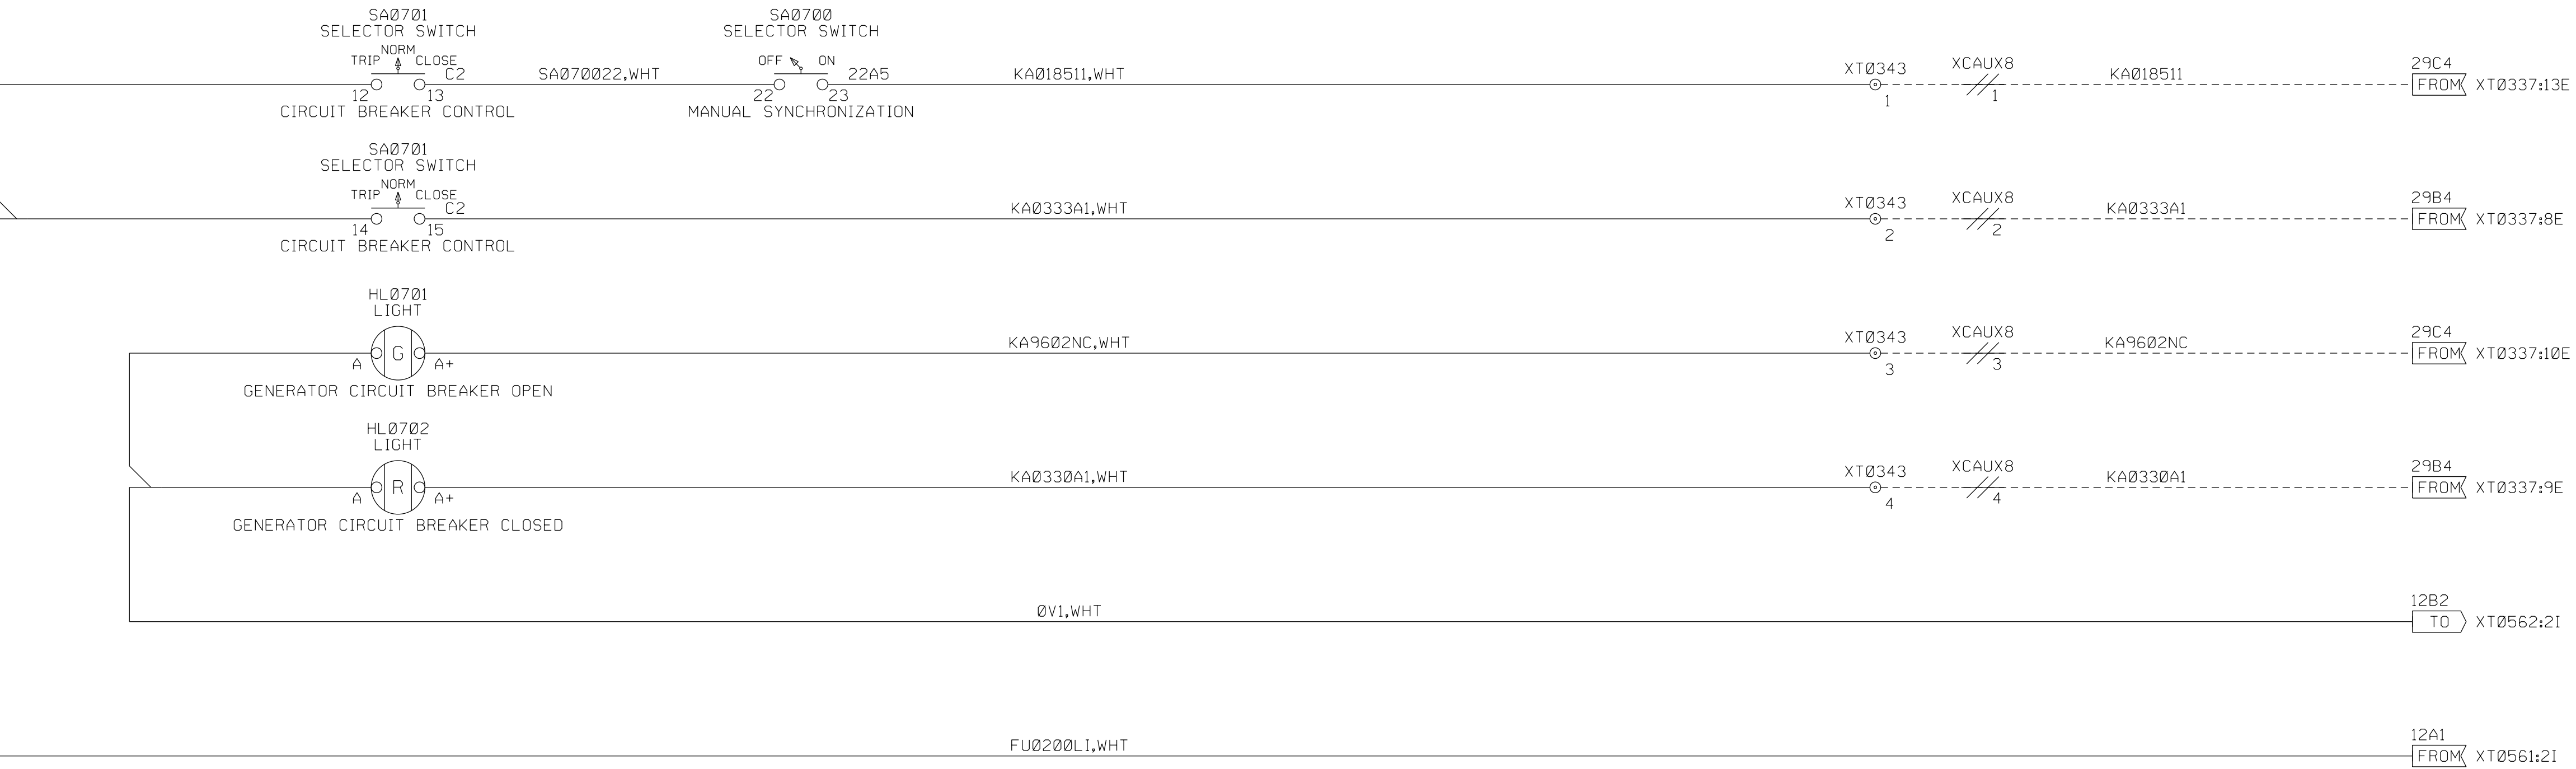 SA0701
SELECTOR SWITCH
NORM
TRIP CLOSE
C2
12 13
CIRCUIT BREAKER CONTROL
SA070022,WHT
SA0700
SELECTOR SWITCH
OFF ON
22A5
22 23
MANUAL SYNCHRONIZATION
KA018511,WHT
XT0343
1
XCAUX8
1
KA018511
29C4
FROM XT0337:13E
SA0701
SELECTOR SWITCH
NORM
TRIP CLOSE
C2
14 15
CIRCUIT BREAKER CONTROL
KA0333A1,WHT
XT0343
2
XCAUX8
2
KA0333A1
29B4
FROM XT0337:8E
HL0701
LIGHT
G
A A+
GENERATOR CIRCUIT BREAKER OPEN
KA9602NC,WHT
XT0343
3
XCAUX8
3
KA9602NC
29C4
FROM XT0337:10E
HL0702
LIGHT
R
A A+
GENERATOR CIRCUIT BREAKER CLOSED
KA0330A1,WHT
XT0343
4
XCAUX8
4
KA0330A1
29B4
FROM XT0337:9E
0V1,WHT
12B2
TO XT0562:2I
FU0200LI,WHT
12A1
FROM XT0561:2I